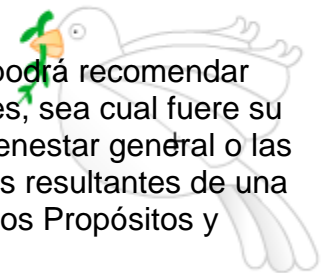 podrá recomendar
es, sea cual fuere su
enestar general o las
s resultantes de una
os Propósitos y